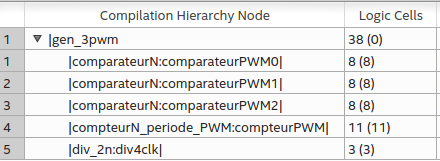 Compilation Hierarchy Node Logic Cells
1 ▼ |gen_3pwm 38 (0)
1 |comparateurN:comparateurPWM0| 8 (8)
2 |comparateurN:comparateurPWM1| 8 (8)
3 |comparateurN:comparateurPWM2| 8 (8)
4 |compteurN_periode_PWM:compteurPWM| 11 (11)
5 |div_2n:div4clk| 3 (3)